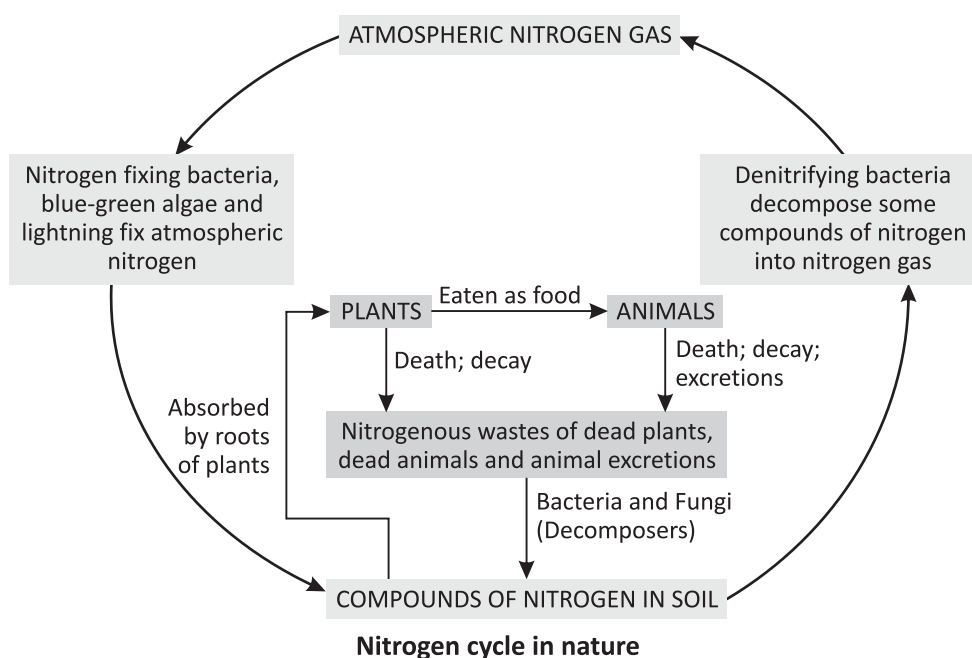 ATMOSPHERIC NITROGEN GAS
Nitrogen fixing bacteria,
blue-green algae and
lightning fix atmospheric
nitrogen
Denitrifying bacteria
decompose some
compounds of nitrogen
into nitrogen gas
PLANTS
Eaten as food
ANIMALS
Death; decay
Death; decay;
excretions
Absorbed
by roots
of plants
Nitrogenous wastes of dead plants,
dead animals and animal excretions
Bacteria and Fungi
(Decomposers)
COMPOUNDS OF NITROGEN IN SOIL
Nitrogen cycle in nature